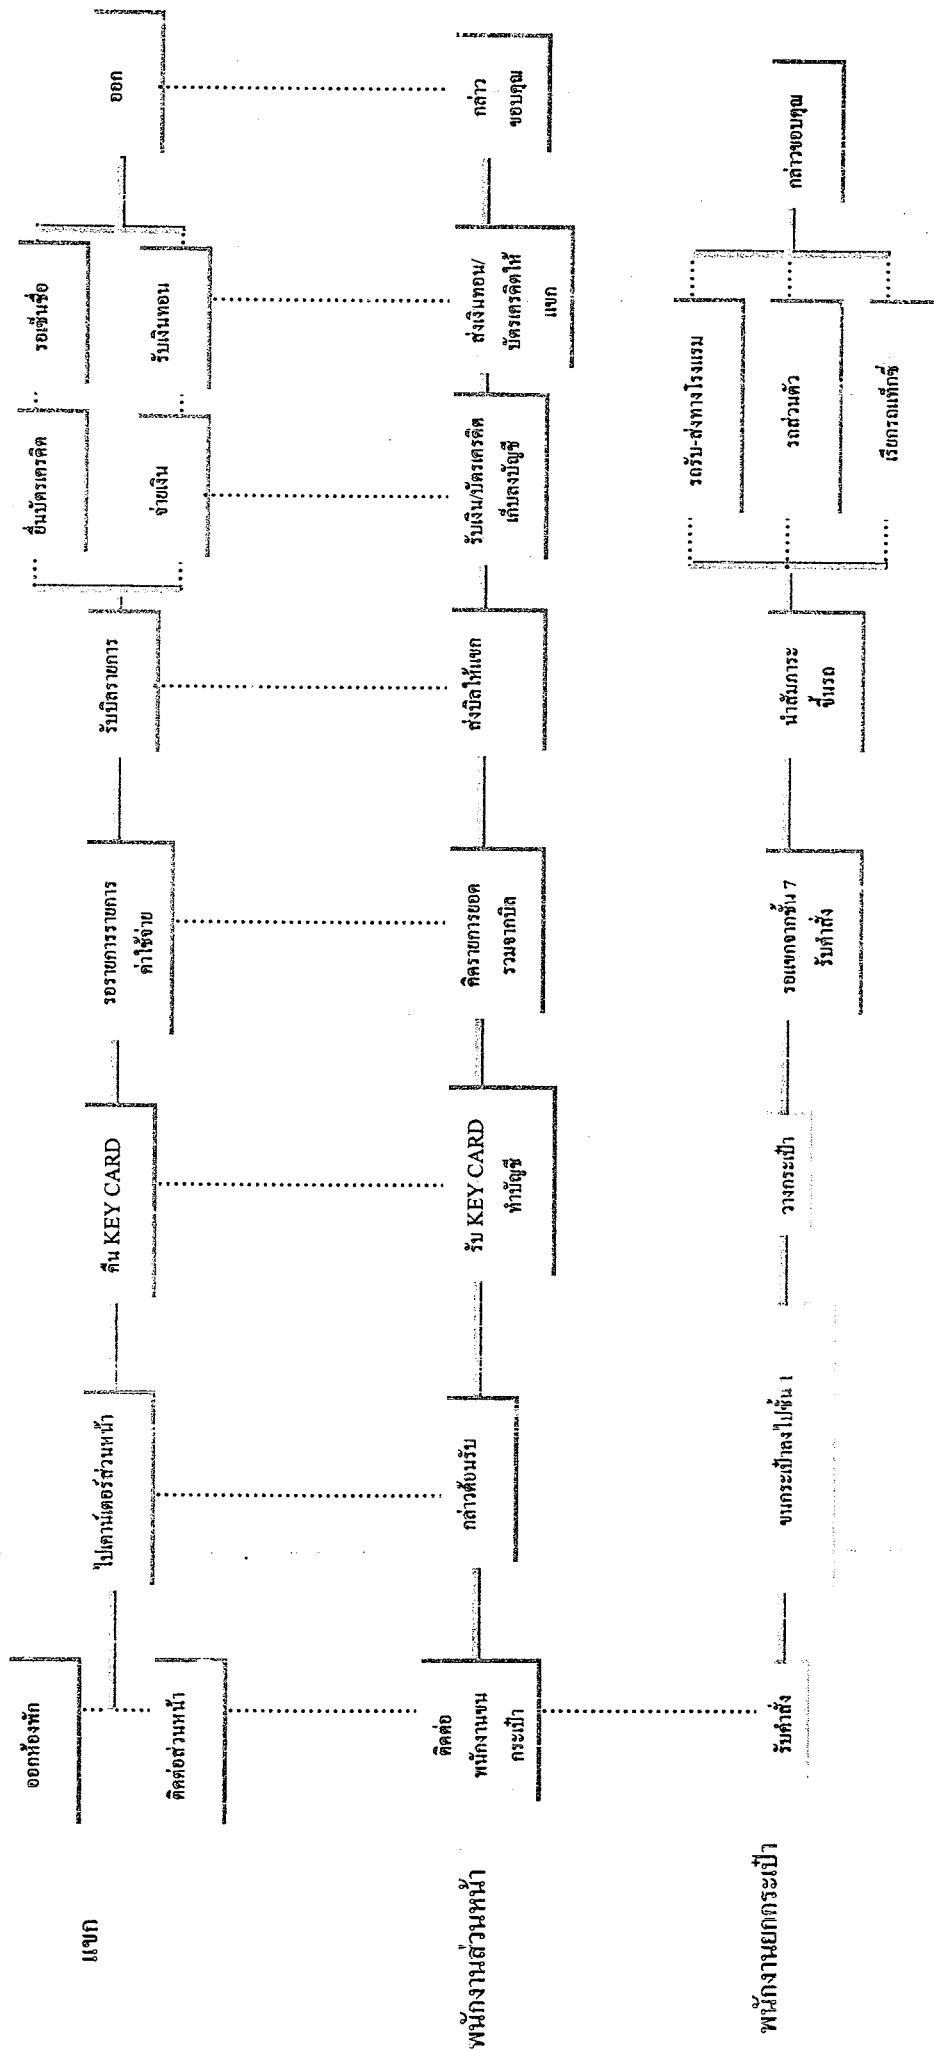 แขก
ออกห้องพัก
ติดต่อส่วนหน้า
ไปเคาน์เตอร์ส่วนหน้า
คืน KEY CARD
รอรายการรายการ
ค่าใช้จ่าย
รับบิลรายการ
ยื่นบัตรเครดิต
รอเซ็นชื่อ
จ่ายเงิน
รับเงินทอน
ออก
พนักงานส่วนหน้า
ติดต่อ
พนักงานขน
กระเป๋า
กล่าวต้อนรับ
รับ KEY CARD
ทำบัญชี
คิดรายการยอด
รวมจากบิล
ส่งบิลให้แขก
รับเงิน/บัตรเครดิต
เก็บลงบัญชี
ส่งเงินทอน/
บัตรเครดิตให้
แขก
กล่าว
ขอบคุณ
พนักงานยกกระเป๋า
รับคำสั่ง
ขนกระเป๋าลงไปชั้น 1
วางกระเป๋า
รอแขกจากชั้น 7
รับคำสั่ง
นำสัมภาระ
ขึ้นรถ
รถรับ-ส่งทางโรงแรม
รถส่วนตัว
เรียกรถแท็กซี่
กล่าวขอบคุณ